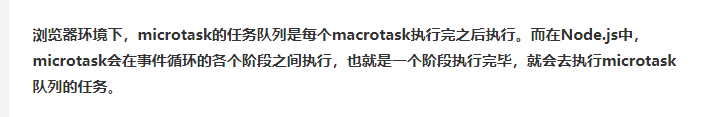 浏览器环境下，microtask的任务队列是每个macrotask执行完之后执行。而在Node.js中，
microtask会在事件循环的各个阶段之间执行，也就是一个阶段执行完毕，就会去执行microtask
队列的任务。